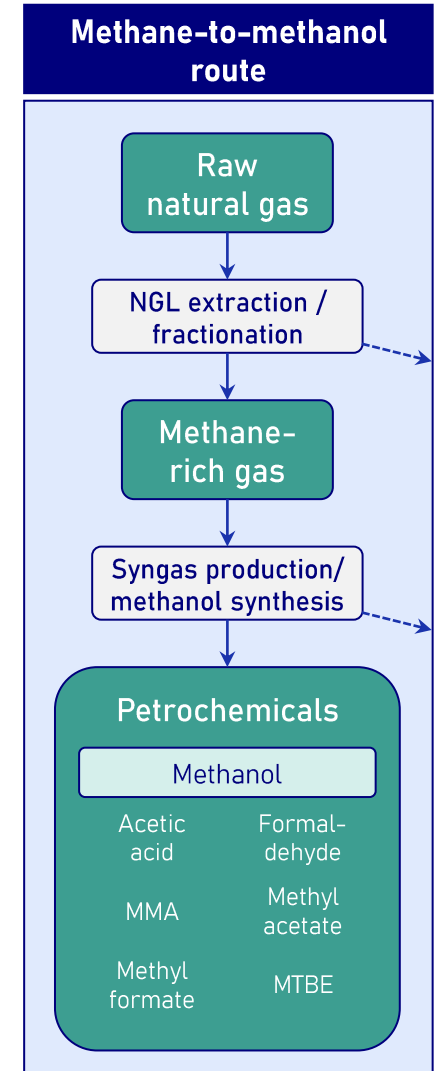 Methane-to-methanol
route
Raw
natural gas
NGL extraction /
fractionation
Methane-
rich gas
Syngas production/
methanol synthesis
Petrochemicals
Methanol
Acetic
acid
Formal-
dehyde
MMA
Methyl
acetate
Methyl
formate
MTBE